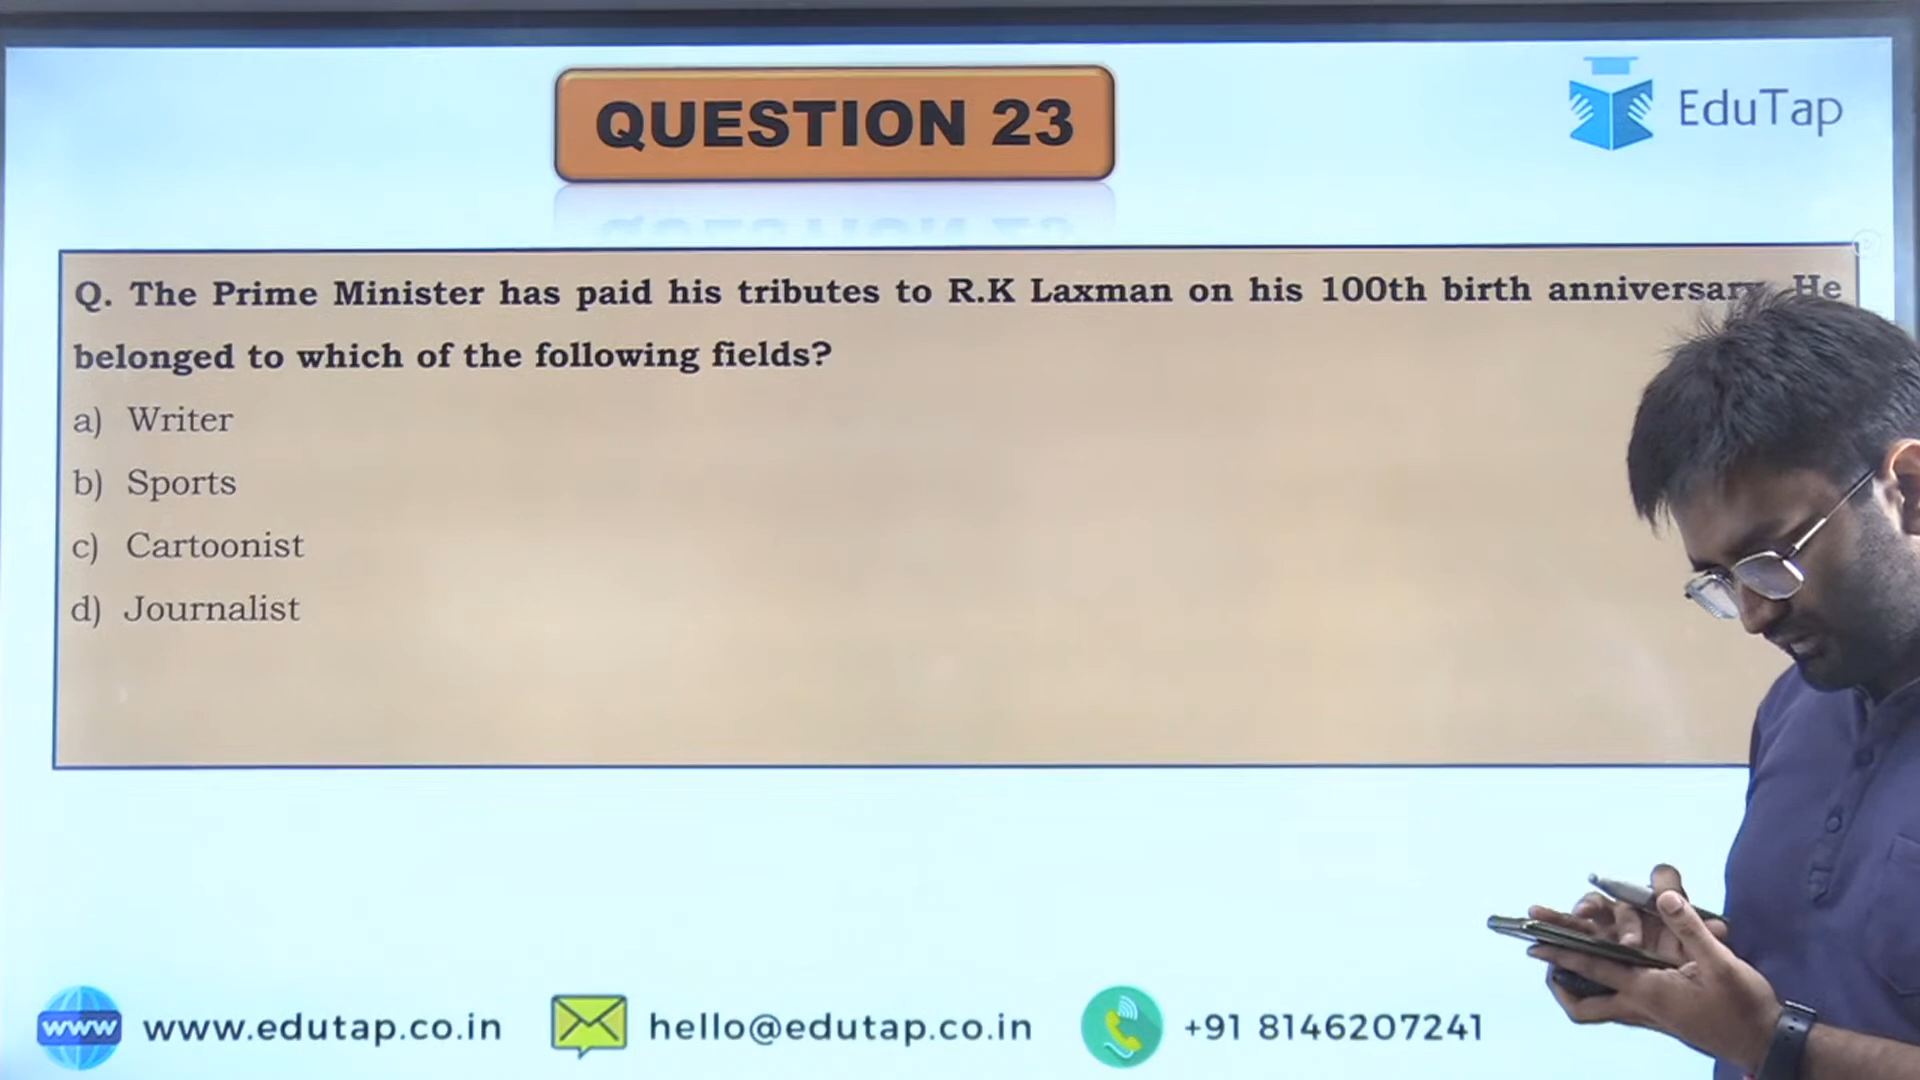 QUESTION 23
EduTap
Q. The Prime Minister has paid his tributes to R.K Laxman on his 100th birth anniversary. He
belonged to which of the following fields?
a) Writer
b) Sports
c) Cartoonist
d) Journalist
www www.edutap.co.in hello@edutap.co.in +91 8146207241